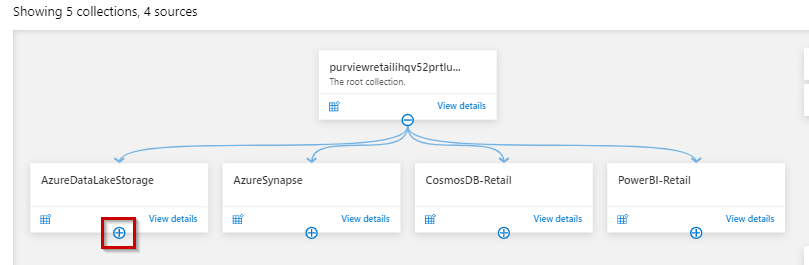 Showing 5 collections, 4 sources
purviewretailihqv52prtlu...
The root collection.
View details
AzureDataLakeStorage
View details
AzureSynapse
View details
CosmosDB-Retail
View details
PowerBI-Retail
View details